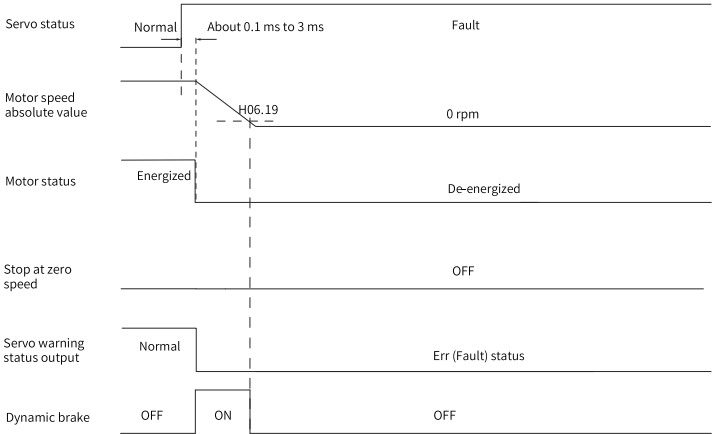 Servo status
Normal
About 0.1 ms to 3 ms
Fault
Motor speed
absolute value
H06.19
0 rpm
Motor status
Energized
De-energized
Stop at zero
speed
OFF
Servo warning
status output
Normal
Err (Fault) status
Dynamic brake
OFF
ON
OFF